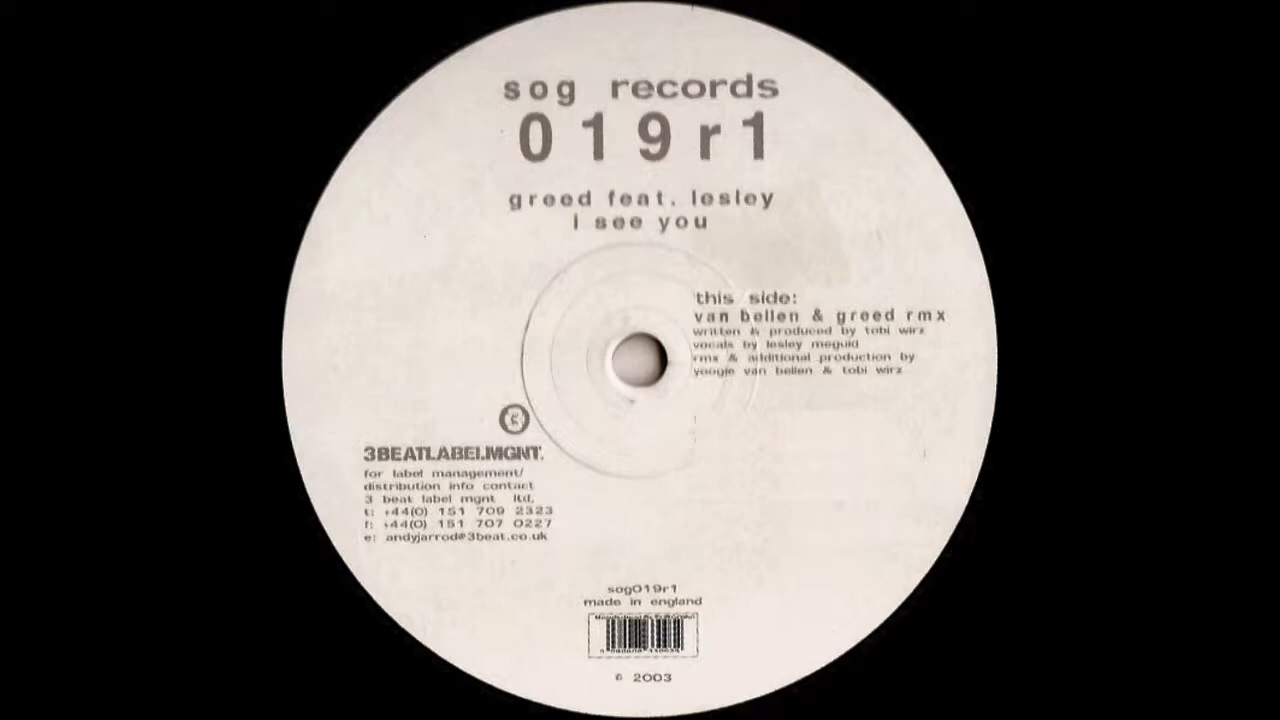 sog records
019r1
greed feat. lesley
i see you
this side:
van bellen & greed rmx
written & produced by tobi wirz
vocals by lesley meguid
rmx & additional production by
yoogie van bellen & tobi wirz
3BEATLABEL.MGNT.
for label management/
distribution info contact
3 beat label mgnt ltd.
t: +44(0) 151 709 2323
f: +44(0) 151 707 0227
e: andyjarrod@3beat.co.uk
sog019r1
made in england
© 2003